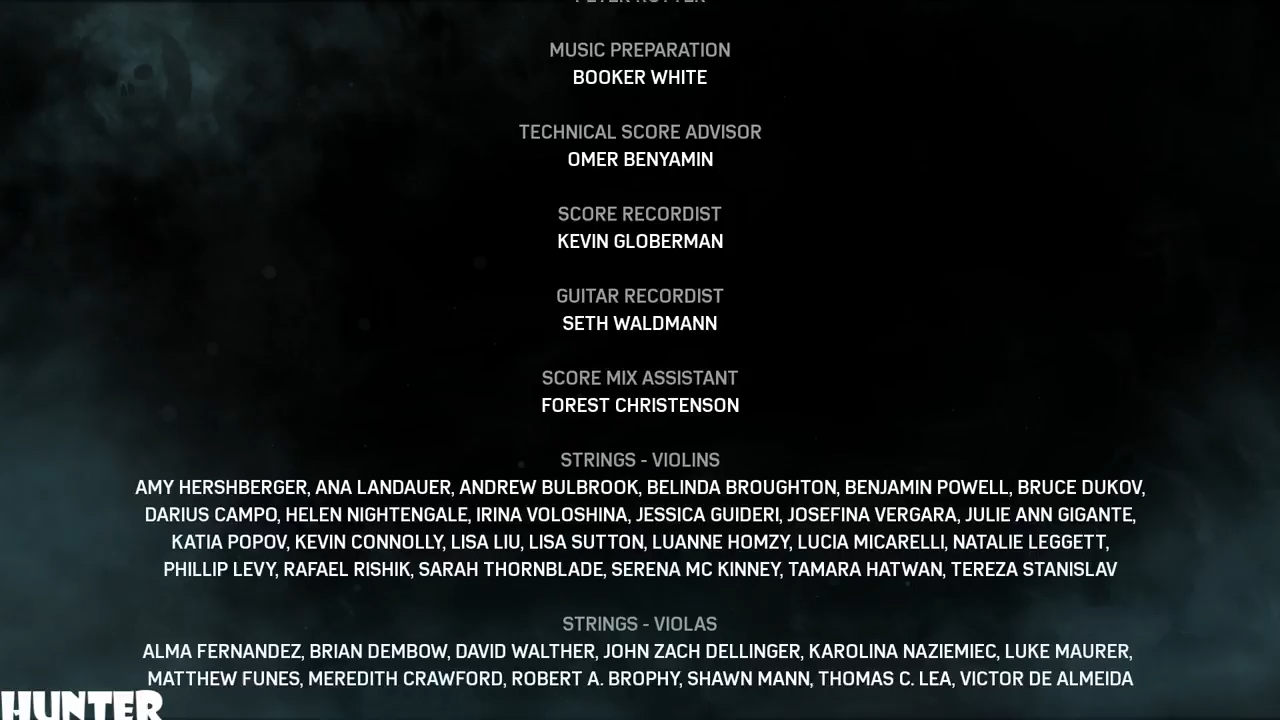 MUSIC PREPARATION
BOOKER WHITE
TECHNICAL SCORE ADVISOR
OMER BENYAMIN
SCORE RECORDIST
KEVIN GLOBERMAN
GUITAR RECORDIST
SETH WALDMANN
SCORE MIX ASSISTANT
FOREST CHRISTENSON
STRINGS - VIOLINS
AMY HERSHBERGER, ANA LANDAUER, ANDREW BULBROOK, BELINDA BROUGHTON, BENJAMIN POWELL, BRUCE DUKOV,
DARIUS CAMPO, HELEN NIGHTENGALE, IRINA VOLOSHINA, JESSICA GUIDERI, JOSEFINA VERGARA, JULIE ANN GIGANTE,
KATIA POPOV, KEVIN CONNOLLY, LISA LIU, LISA SUTTON, LUANNE HOMZY, LUCIA MICARELLI, NATALIE LEGGETT,
PHILLIP LEVY, RAFAEL RISHIK, SARAH THORNBLADE, SERENA MC KINNEY, TAMARA HATWAN, TEREZA STANISLAV
STRINGS - VIOLAS
ALMA FERNANDEZ, BRIAN DEMBOW, DAVID WALTHER, JOHN ZACH DELLINGER, KAROLINA NAZIEMIEC, LUKE MAURER,
MATTHEW FUNES, MEREDITH CRAWFORD, ROBERT A. BROPHY, SHAWN MANN, THOMAS C. LEA, VICTOR DE ALMEIDA
HUNTER